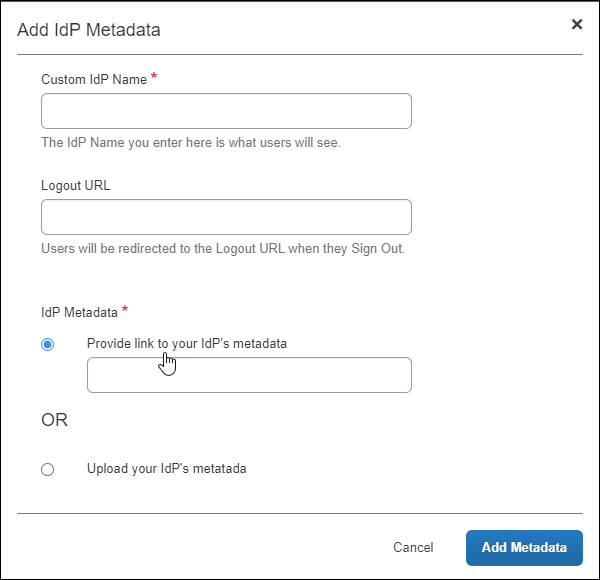 Add IdP Metadata
Custom IdP Name *
The IdP Name you enter here is what users will see.
Logout URL
Users will be redirected to the Logout URL when they Sign Out.
IdP Metadata *
Provide link to your IdP's metadata
OR
Upload your IdP's metatada
Cancel
Add Metadata